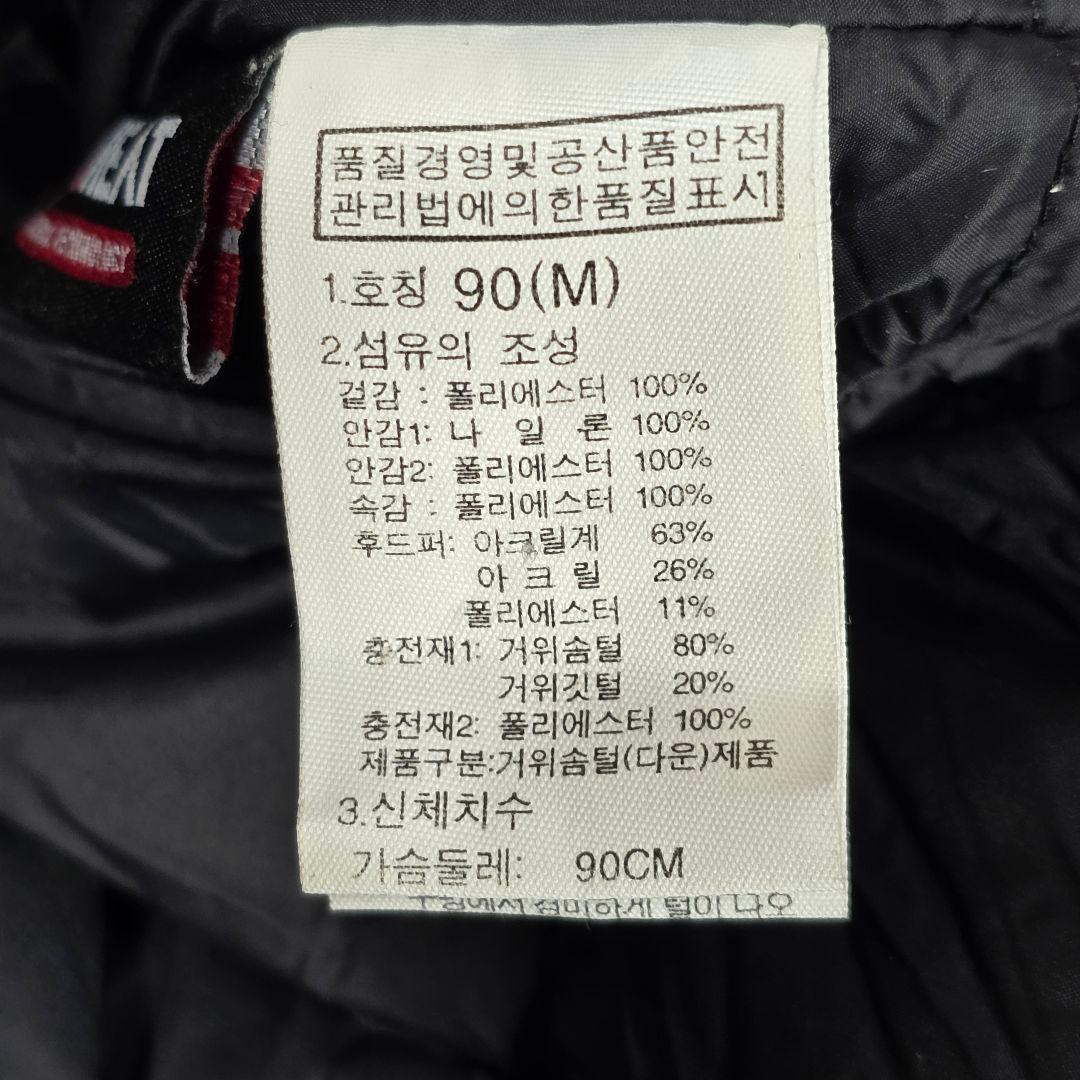 품질경영및공산품안전
관리법에의한품질표시
1.호칭 90(M)
2.섬유의 조성
겉감 : 폴리에스터 100%
안감1: 나 일 론 100%
안감2: 폴리에스터 100%
속감 : 폴리에스터 100%
후드퍼: 아크릴계 63%
아 크 릴 26%
폴리에스터 11%
충전재1: 거위솜털 80%
거위깃털 20%
충전재2: 폴리에스터 100%
제품구분:거위솜털(다운)제품
3.신체치수
가슴둘레: 90CM
털이 나오